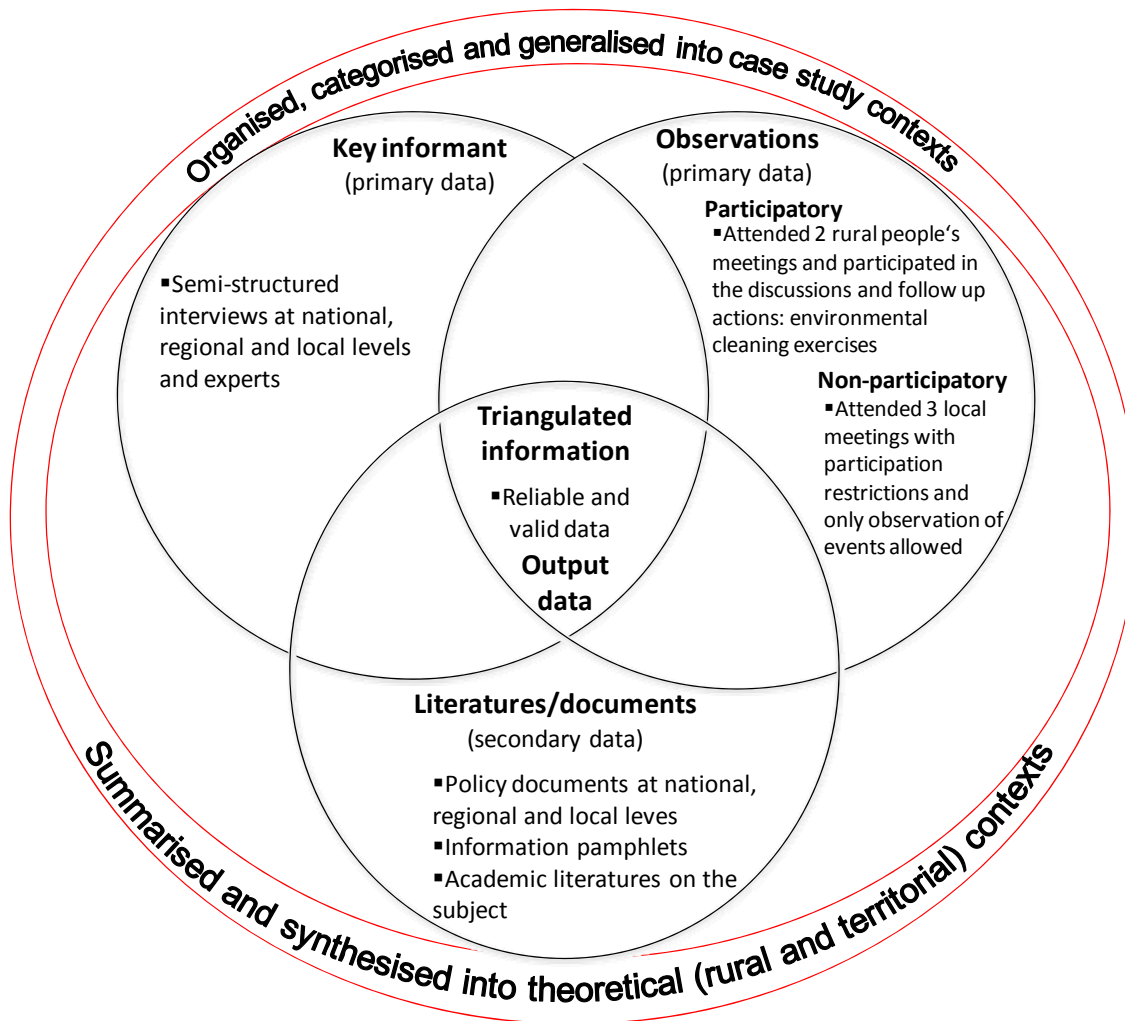 Organised, categorised and generalised into case study contexts
Key informant
(primary data)
▪Semi-structured
interviews at national,
regional and local levels
and experts
Observations
(primary data)
Participatory
▪Attended 2 rural people‘s
meetings and participated in
the discussions and follow up
actions: environmental
cleaning exercises
Non-participatory
▪Attended 3 local
meetings with
participation
restrictions and
only observation of
events allowed
Triangulated
information
▪Reliable and
valid data
Output
data
Literatures/documents
(secondary data)
▪Policy documents at national,
regional and local leves
▪Information pamphlets
▪Academic literatures on the
subject
Summarised and synthesised into theoretical (rural and territorial) contexts